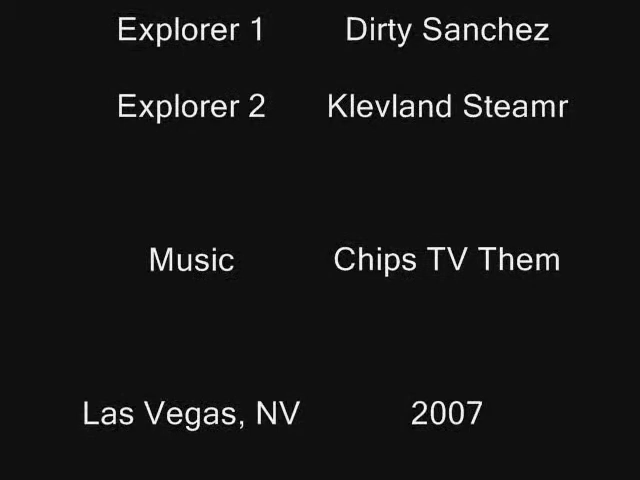 Explorer 1 Dirty Sanchez
Explorer 2 Klevland Steamr
Music Chips TV Them
Las Vegas, NV 2007